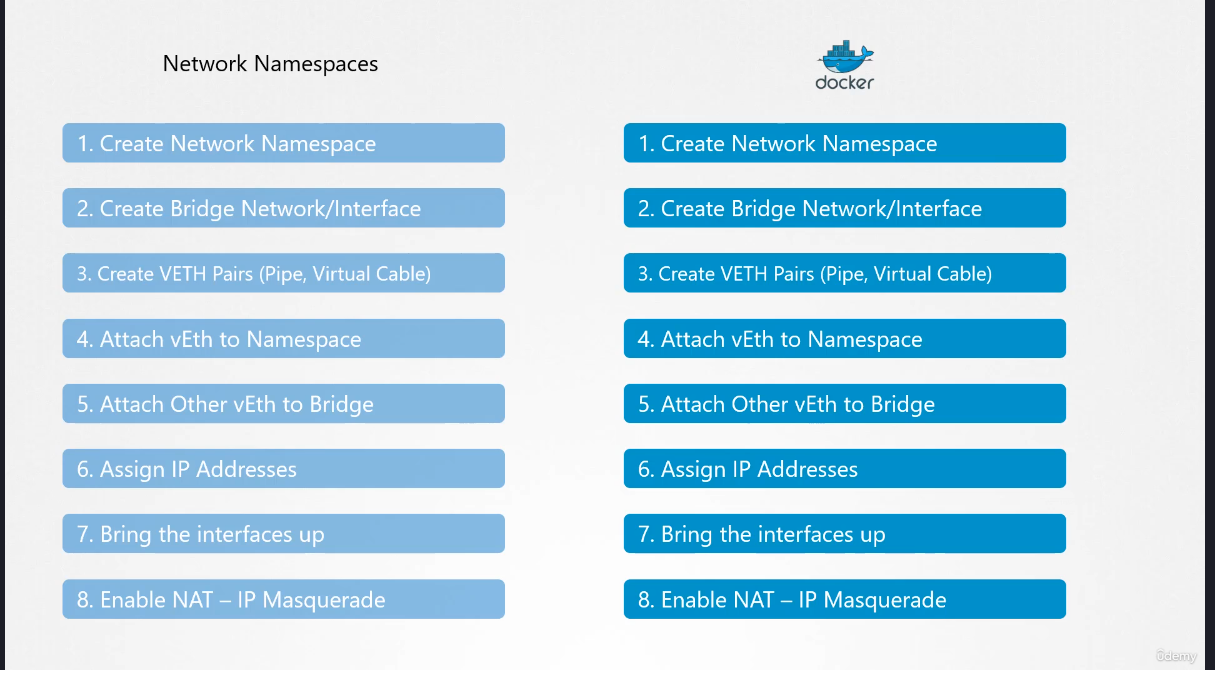 Network Namespaces
docker
1. Create Network Namespace
1. Create Network Namespace
2. Create Bridge Network/Interface
2. Create Bridge Network/Interface
3. Create VETH Pairs (Pipe, Virtual Cable)
3. Create VETH Pairs (Pipe, Virtual Cable)
4. Attach vEth to Namespace
4. Attach vEth to Namespace
5. Attach Other vEth to Bridge
5. Attach Other vEth to Bridge
6. Assign IP Addresses
6. Assign IP Addresses
7. Bring the interfaces up
7. Bring the interfaces up
8. Enable NAT – IP Masquerade
8. Enable NAT – IP Masquerade
ûdemy